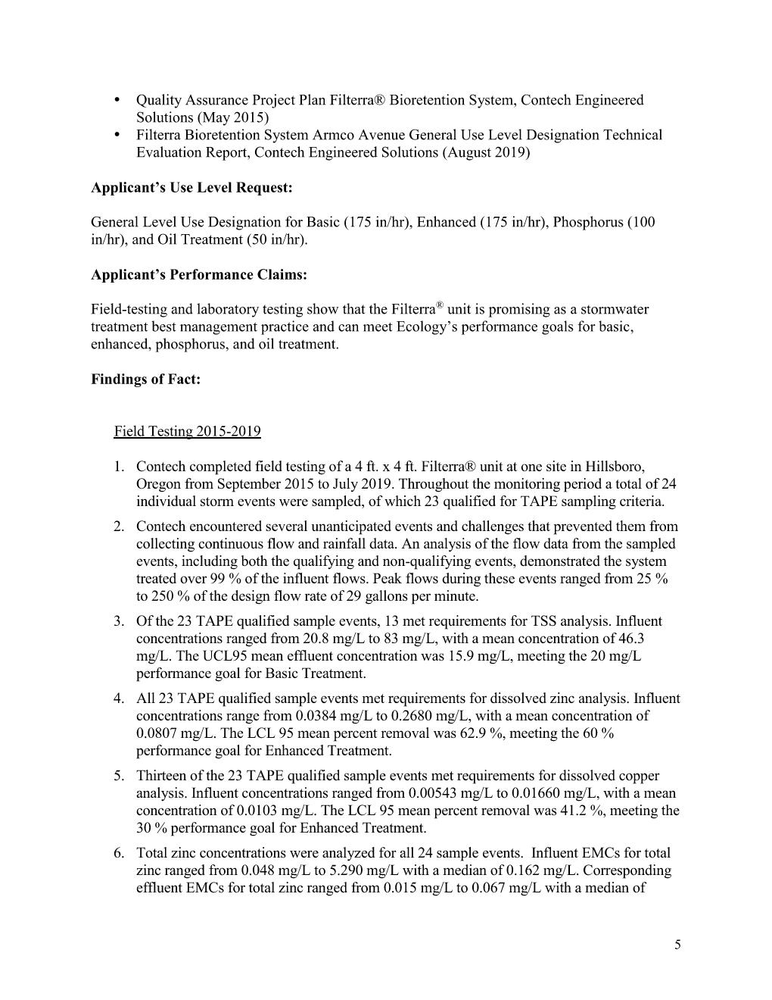 • Quality Assurance Project Plan Filterra® Bioretention System, Contech Engineered
Solutions (May 2015)
• Filterra Bioretention System Armco Avenue General Use Level Designation Technical
Evaluation Report, Contech Engineered Solutions (August 2019)
Applicant’s Use Level Request:
General Level Use Designation for Basic (175 in/hr), Enhanced (175 in/hr), Phosphorus (100
in/hr), and Oil Treatment (50 in/hr).
Applicant’s Performance Claims:
Field-testing and laboratory testing show that the Filterra® unit is promising as a stormwater
treatment best management practice and can meet Ecology’s performance goals for basic,
enhanced, phosphorus, and oil treatment.
Findings of Fact:
Field Testing 2015-2019
1. Contech completed field testing of a 4 ft. x 4 ft. Filterra® unit at one site in Hillsboro,
Oregon from September 2015 to July 2019. Throughout the monitoring period a total of 24
individual storm events were sampled, of which 23 qualified for TAPE sampling criteria.
2. Contech encountered several unanticipated events and challenges that prevented them from
collecting continuous flow and rainfall data. An analysis of the flow data from the sampled
events, including both the qualifying and non-qualifying events, demonstrated the system
treated over 99 % of the influent flows. Peak flows during these events ranged from 25 %
to 250 % of the design flow rate of 29 gallons per minute.
3. Of the 23 TAPE qualified sample events, 13 met requirements for TSS analysis. Influent
concentrations ranged from 20.8 mg/L to 83 mg/L, with a mean concentration of 46.3
mg/L. The UCL95 mean effluent concentration was 15.9 mg/L, meeting the 20 mg/L
performance goal for Basic Treatment.
4. All 23 TAPE qualified sample events met requirements for dissolved zinc analysis. Influent
concentrations range from 0.0384 mg/L to 0.2680 mg/L, with a mean concentration of
0.0807 mg/L. The LCL 95 mean percent removal was 62.9 %, meeting the 60 %
performance goal for Enhanced Treatment.
5. Thirteen of the 23 TAPE qualified sample events met requirements for dissolved copper
analysis. Influent concentrations ranged from 0.00543 mg/L to 0.01660 mg/L, with a mean
concentration of 0.0103 mg/L. The LCL 95 mean percent removal was 41.2 %, meeting the
30 % performance goal for Enhanced Treatment.
6. Total zinc concentrations were analyzed for all 24 sample events. Influent EMCs for total
zinc ranged from 0.048 mg/L to 5.290 mg/L with a median of 0.162 mg/L. Corresponding
effluent EMCs for total zinc ranged from 0.015 mg/L to 0.067 mg/L with a median of
5